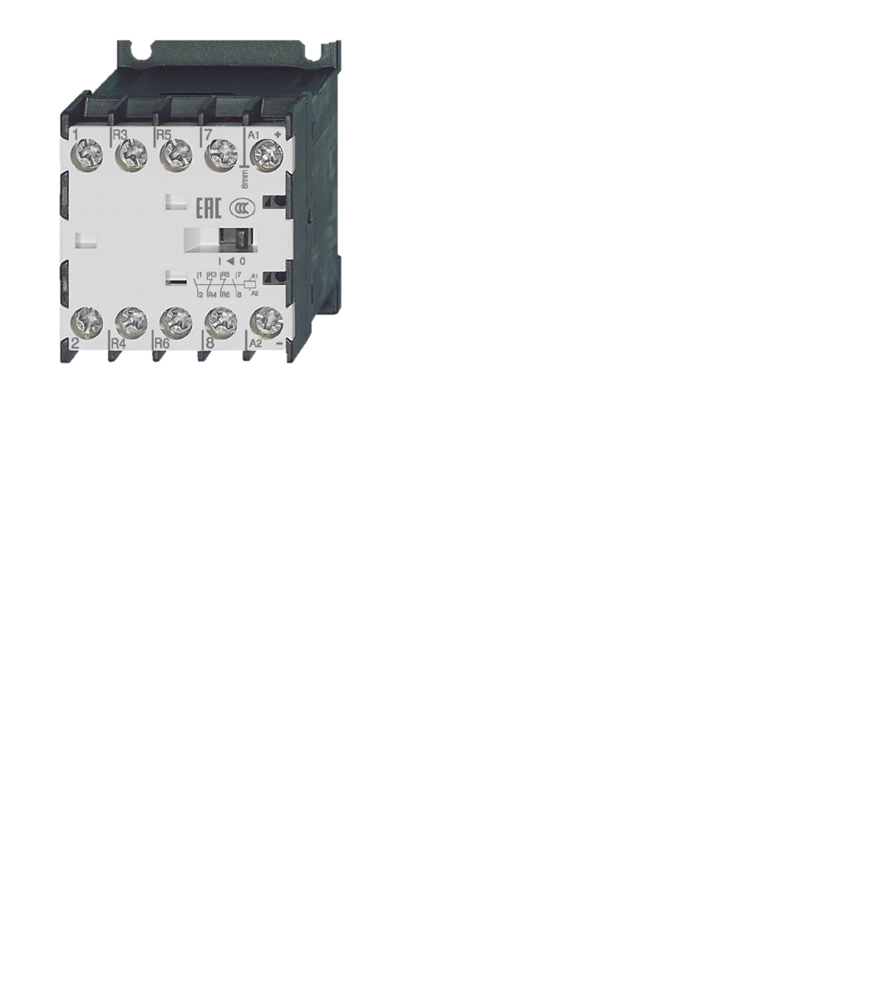 1 R3 R5 7 A1 +
8mm
EAC CCC
I ◀ 0
1 R3 R5 7 A1
2 R4 R6 8 A2
2 R4 R6 8 A2 -